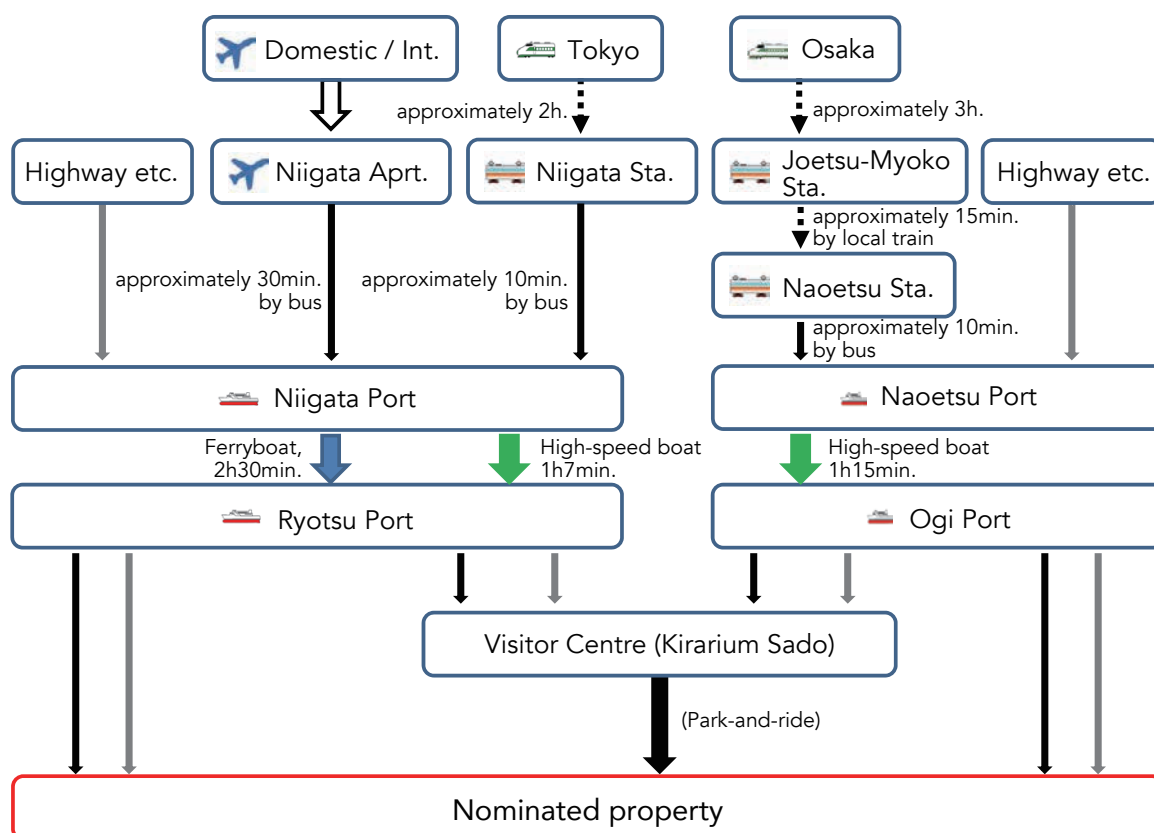 Domestic / Int.
Tokyo
Osaka
approximately 2h.
approximately 3h.
Highway etc.
Niigata Aprt.
Niigata Sta.
Joetsu-Myoko
Sta.
Highway etc.
approximately 15min.
by local train
approximately 30min.
by bus
approximately 10min.
by bus
Naoetsu Sta.
approximately 10min.
by bus
Niigata Port
Naoetsu Port
Ferryboat,
2h30min.
High-speed boat
1h7min.
High-speed boat
1h15min.
Ryotsu Port
Ogi Port
Visitor Centre (Kirarium Sado)
(Park-and-ride)
Nominated property